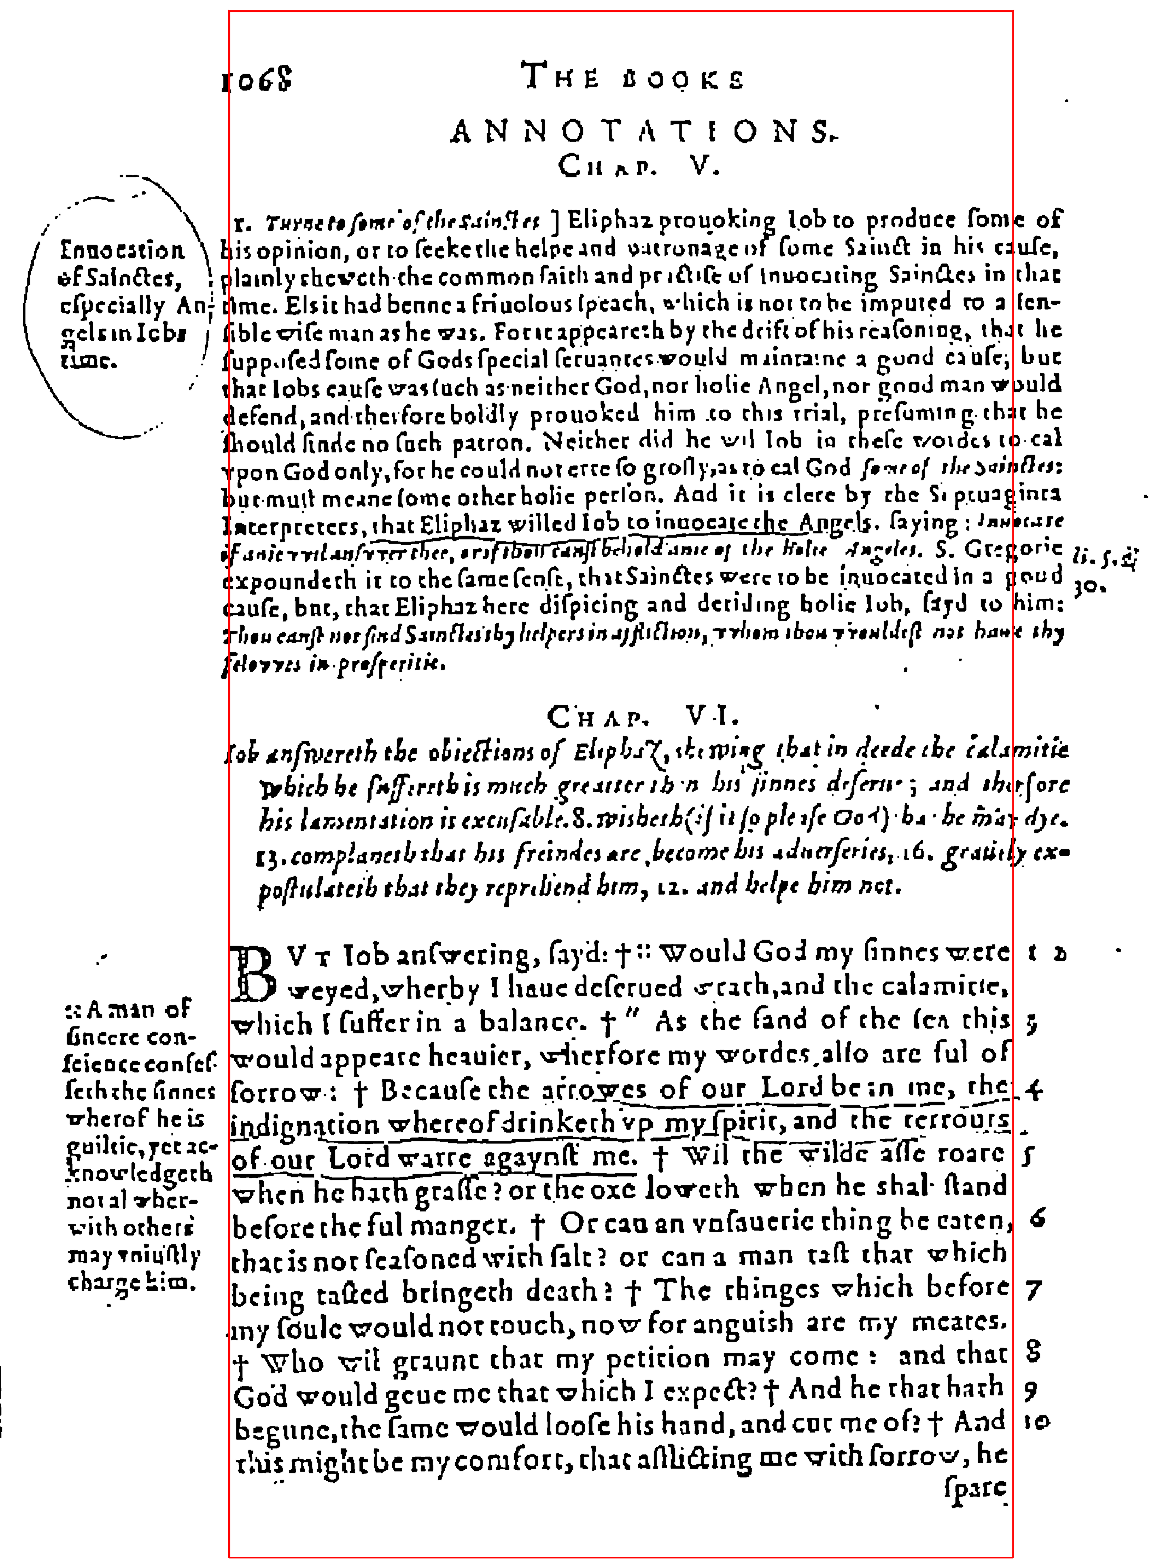 1068 THE BOOKS
ANNOTATIONS.
CHAP. V.
1. Turne to some of the Sainctes ] Eliphaz prouoking Iob to produce ſome of
his opinion, or to ſeeke the helpe and patronage of ſome Sainct in his cauſe,
plainly sheweth the common faith and practiſe of inuocating Sainctes in that
time. Els it had benne a friuolous ſpeach, which is not to be imputed to a ſen-
ſible wiſe man as he was. For it appeareth by the drift of his reaſoning, that he
ſuppoſed ſome of Gods ſpecial ſeruantes would maintaine a good cauſe; but
that Iobs cauſe was ſuch as neither God, nor holie Angel, nor good man would
defend, and therfore boldly prouoked him to this trial, preſuming that he
ſhould finde no ſuch patron. Neither did he wil Iob in theſe wordes to cal
vpon God only, for he could not erre ſo groſly, as to cal God ſome of the Sainctes:
but muſt meane ſome other holie perſon. And it is clere by the Septuaginta
Interpreters, that Eliphaz willed Iob to inuocate the Angels. ſaying: Inuocate
if anie wil anſwer thee, or if thou canſt behold anie of the holie Angeles. S. Gregorie
expoundeth it to the ſame ſenſe, that Sainctes were to be inuocated in a good
cauſe, but, that Eliphaz here diſpicing and deriding holie Iob, ſayd to him:
Thou canſt not find Sainctes thy helpers in affliction, whom thou wouldeſt not haue thy
felowes in proſperitie.
Inuocation
of Sainctes,
eſpecially An-
gels in Iobs
time.
li. 5. c.
30.
CHAP. VI.
Iob anſwereth the obiections of Eliphaz, shewing that in deede the calamitie
which he ſuffereth is much greatter then his ſinnes deſerue; and therfore
his lamentation is excuſable. 8. wisheth (if it ſo pleaſe God) that he may dye.
13. complaneth that his freindes are become his aduerſeries, 16. grauely ex-
poſtulateth that they reprehend him, 12. and helpe him not.
BVT Iob anſwering, ſayd: † :: Would God my ſinnes were 1 2
weyed, wherby I haue deſerued wrath, and the calamitie,
which I ſuffer in a balance. † " As the ſand of the ſea this 3
would appeare heauier, wherfore my wordes alſo are ful of
ſorrow: † Becauſe the arrowes of our Lord be in me, the 4
indignation whereof drinketh vp my ſpirit, and the terrours
of our Lord warre agaynſt me. † Wil the wilde aſſe roare 5
when he hath graſſe? or the oxe loweth when he shal ſtand
before the ful manger. † Or can an vnſauerie thing be eaten, 6
that is not ſeaſoned with ſalt? or can a man taſt that which
being taſted bringeth death? † The thinges which before 7
my ſoule would not touch, now for anguish are my meates.
† Who wil graunt that my petition may come: and that 8
God would geue me that which I expect? † And he that hath 9
begunne, the ſame would looſe his hand, and cut me of? † And 10
this might be my comfort, that afflicting me with ſorrow, he
ſpare
:: A man of
ſincere con-
ſcience confeſ-
ſeth the ſinnes
wherof he is
guiltie, yet ac-
knowledgeth
not al wher-
with others
may vniuſtly
charge him.